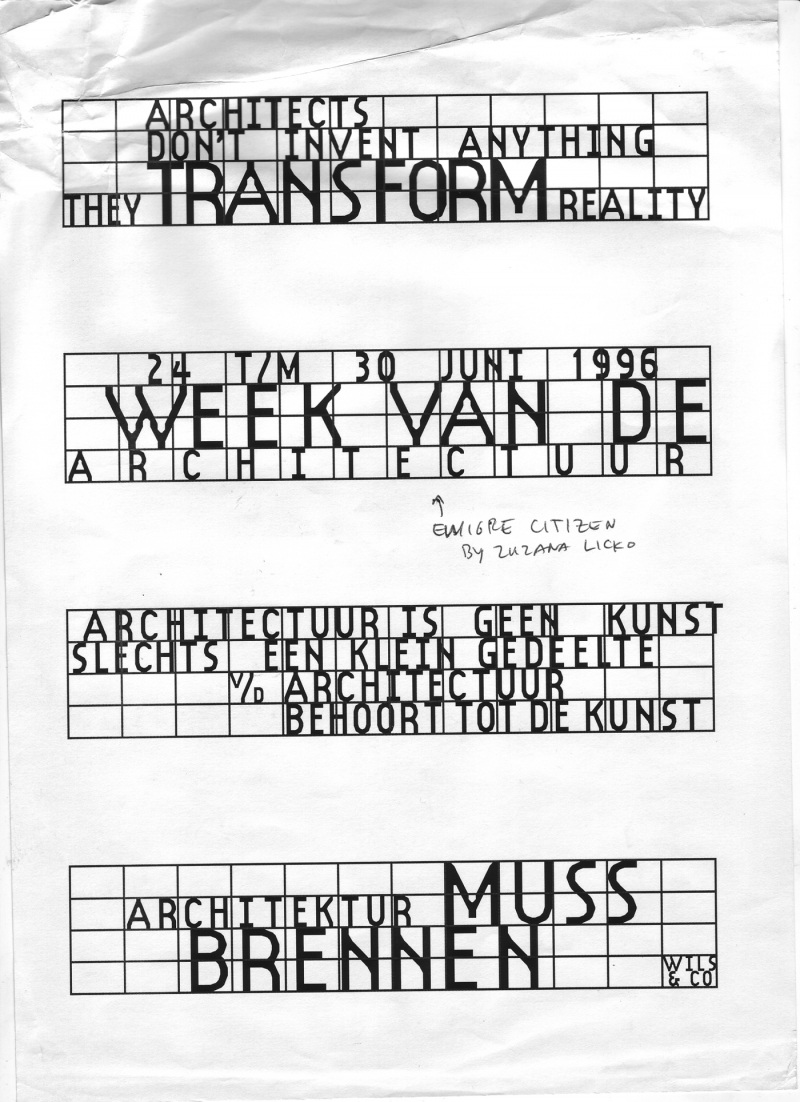 ARCHITECTS
DON'T INVENT ANYTHING
THEY TRANSFORM REALITY
24 T/M 30 JUNI 1996
WEEK VAN DE
ARCHITECTUUR
↑
EMIGRE CITIZEN
BY ZUZANA LICKO
ARCHITECTUUR IS GEEN KUNST
SLECHTS EEN KLEIN GEDEELTE
V/D ARCHITECTUUR
BEHOORT TOT DE KUNST
ARCHITEKTUR MUSS
BRENNEN
WILS
& CO